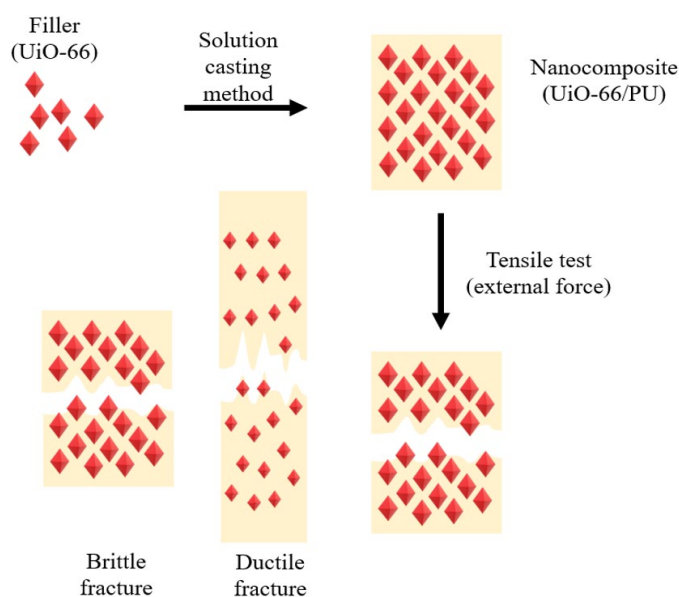 Filler
(UiO-66)
Solution
casting
method
Nanocomposite
(UiO-66/PU)
Tensile test
(external force)
Brittle
fracture
Ductile
fracture